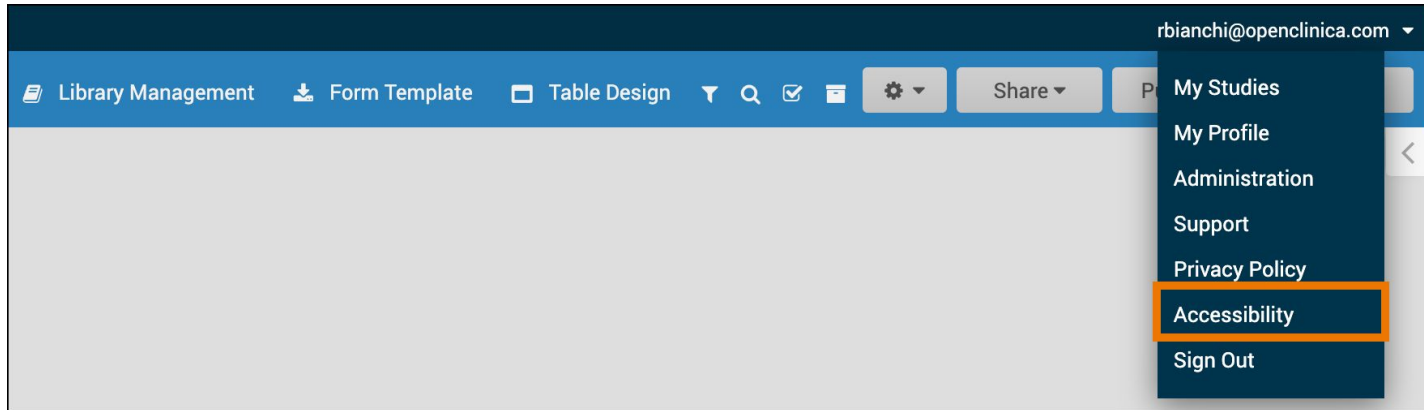 rbianchi@openclinica.com
Library Management Form Template Table Design Share
My Studies
My Profile
Administration
Support
Privacy Policy
Accessibility
Sign Out